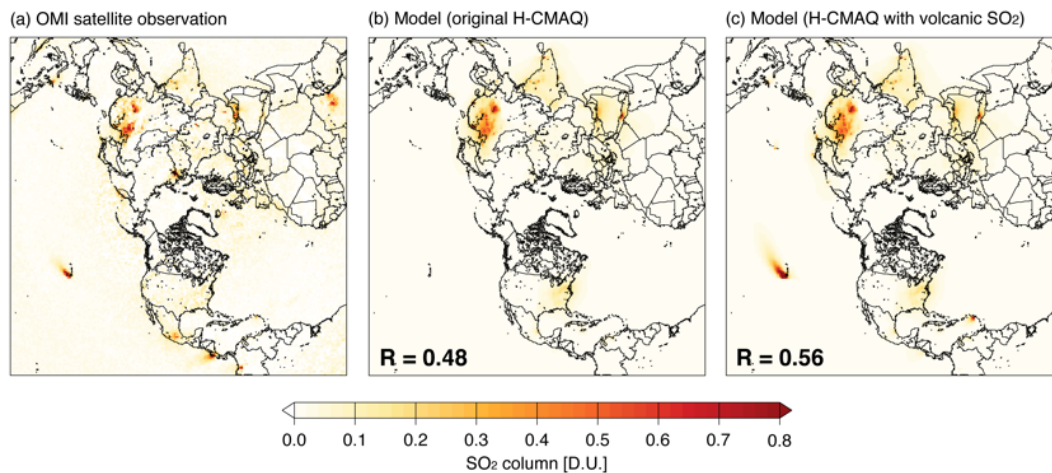 (a) OMI satellite observation
(b) Model (original H-CMAQ)
(c) Model (H-CMAQ with volcanic SO₂)
R = 0.48
R = 0.56
0.0 0.1 0.2 0.3 0.4 0.5 0.6 0.7 0.8
SO₂ column [D.U.]